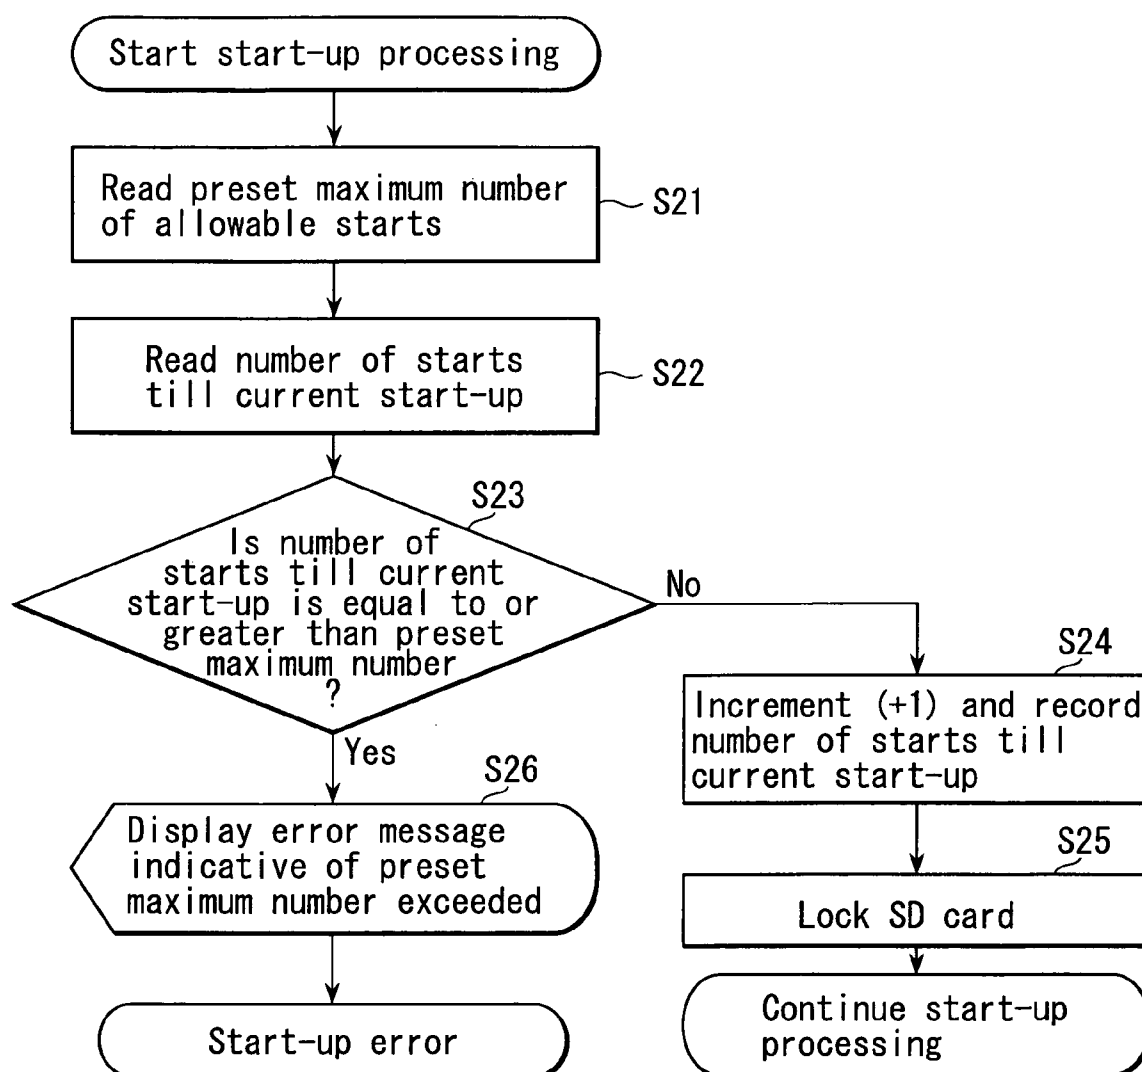 Start start-up processing
Read preset maximum number
of allowable starts
S21
Read number of starts
till current start-up
S22
S23
Is number of
starts till current
start-up is equal to or
greater than preset
maximum number
?
No
Yes
S24
Increment (+1) and record
number of starts till
current start-up
S26
Display error message
indicative of preset
maximum number exceeded
S25
Lock SD card
Start-up error
Continue start-up
processing